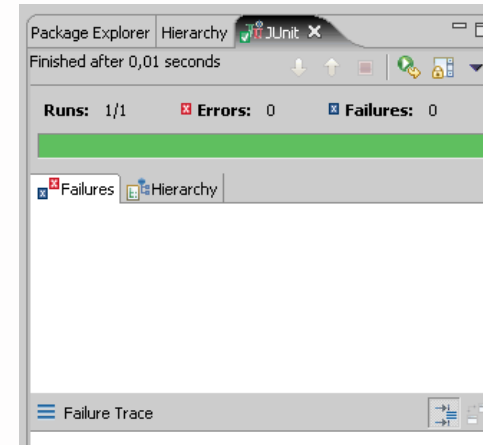 Package Explorer Hierarchy JUnit
Finished after 0,01 seconds
Runs: 1/1 Errors: 0 Failures: 0
Failures Hierarchy
Failure Trace